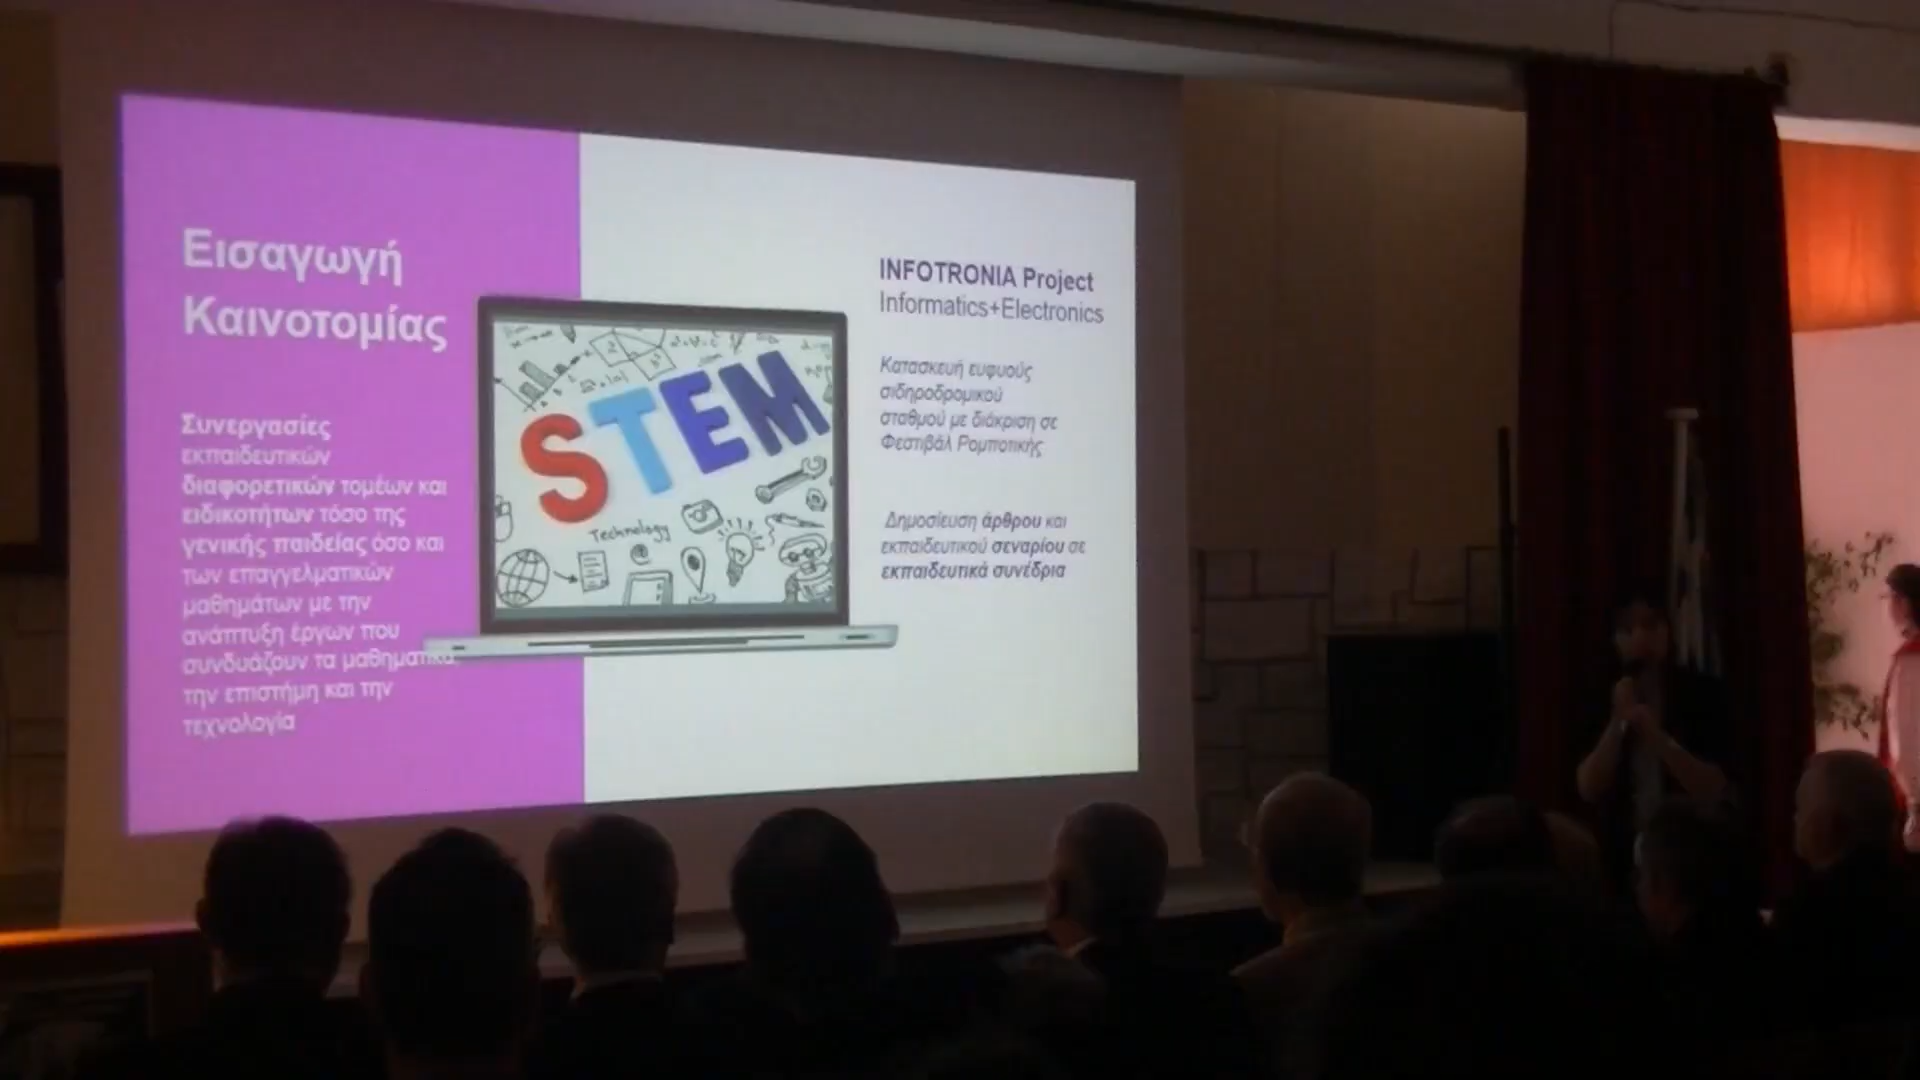 Εισαγωγή
Καινοτομίας
Συνεργασίες
εκπαιδευτικών
διαφορετικών τομέων και
ειδικοτήτων τόσο της
γενικής παιδείας όσο και
των επαγγελματικών
μαθημάτων με την
ανάπτυξη έργων που
συνδυάζουν τα μαθηματικά,
την επιστήμη και την
τεχνολογία
STEM
Technology
@
INFOTRONIA Project
Informatics+Electronics
Κατασκευή ευφυούς
σιδηροδρομικού
σταθμού με διάκριση σε
Φεστιβάλ Ρομποτικής
Δημοσίευση άρθρου και
εκπαιδευτικού σεναρίου σε
εκπαιδευτικά συνέδρια